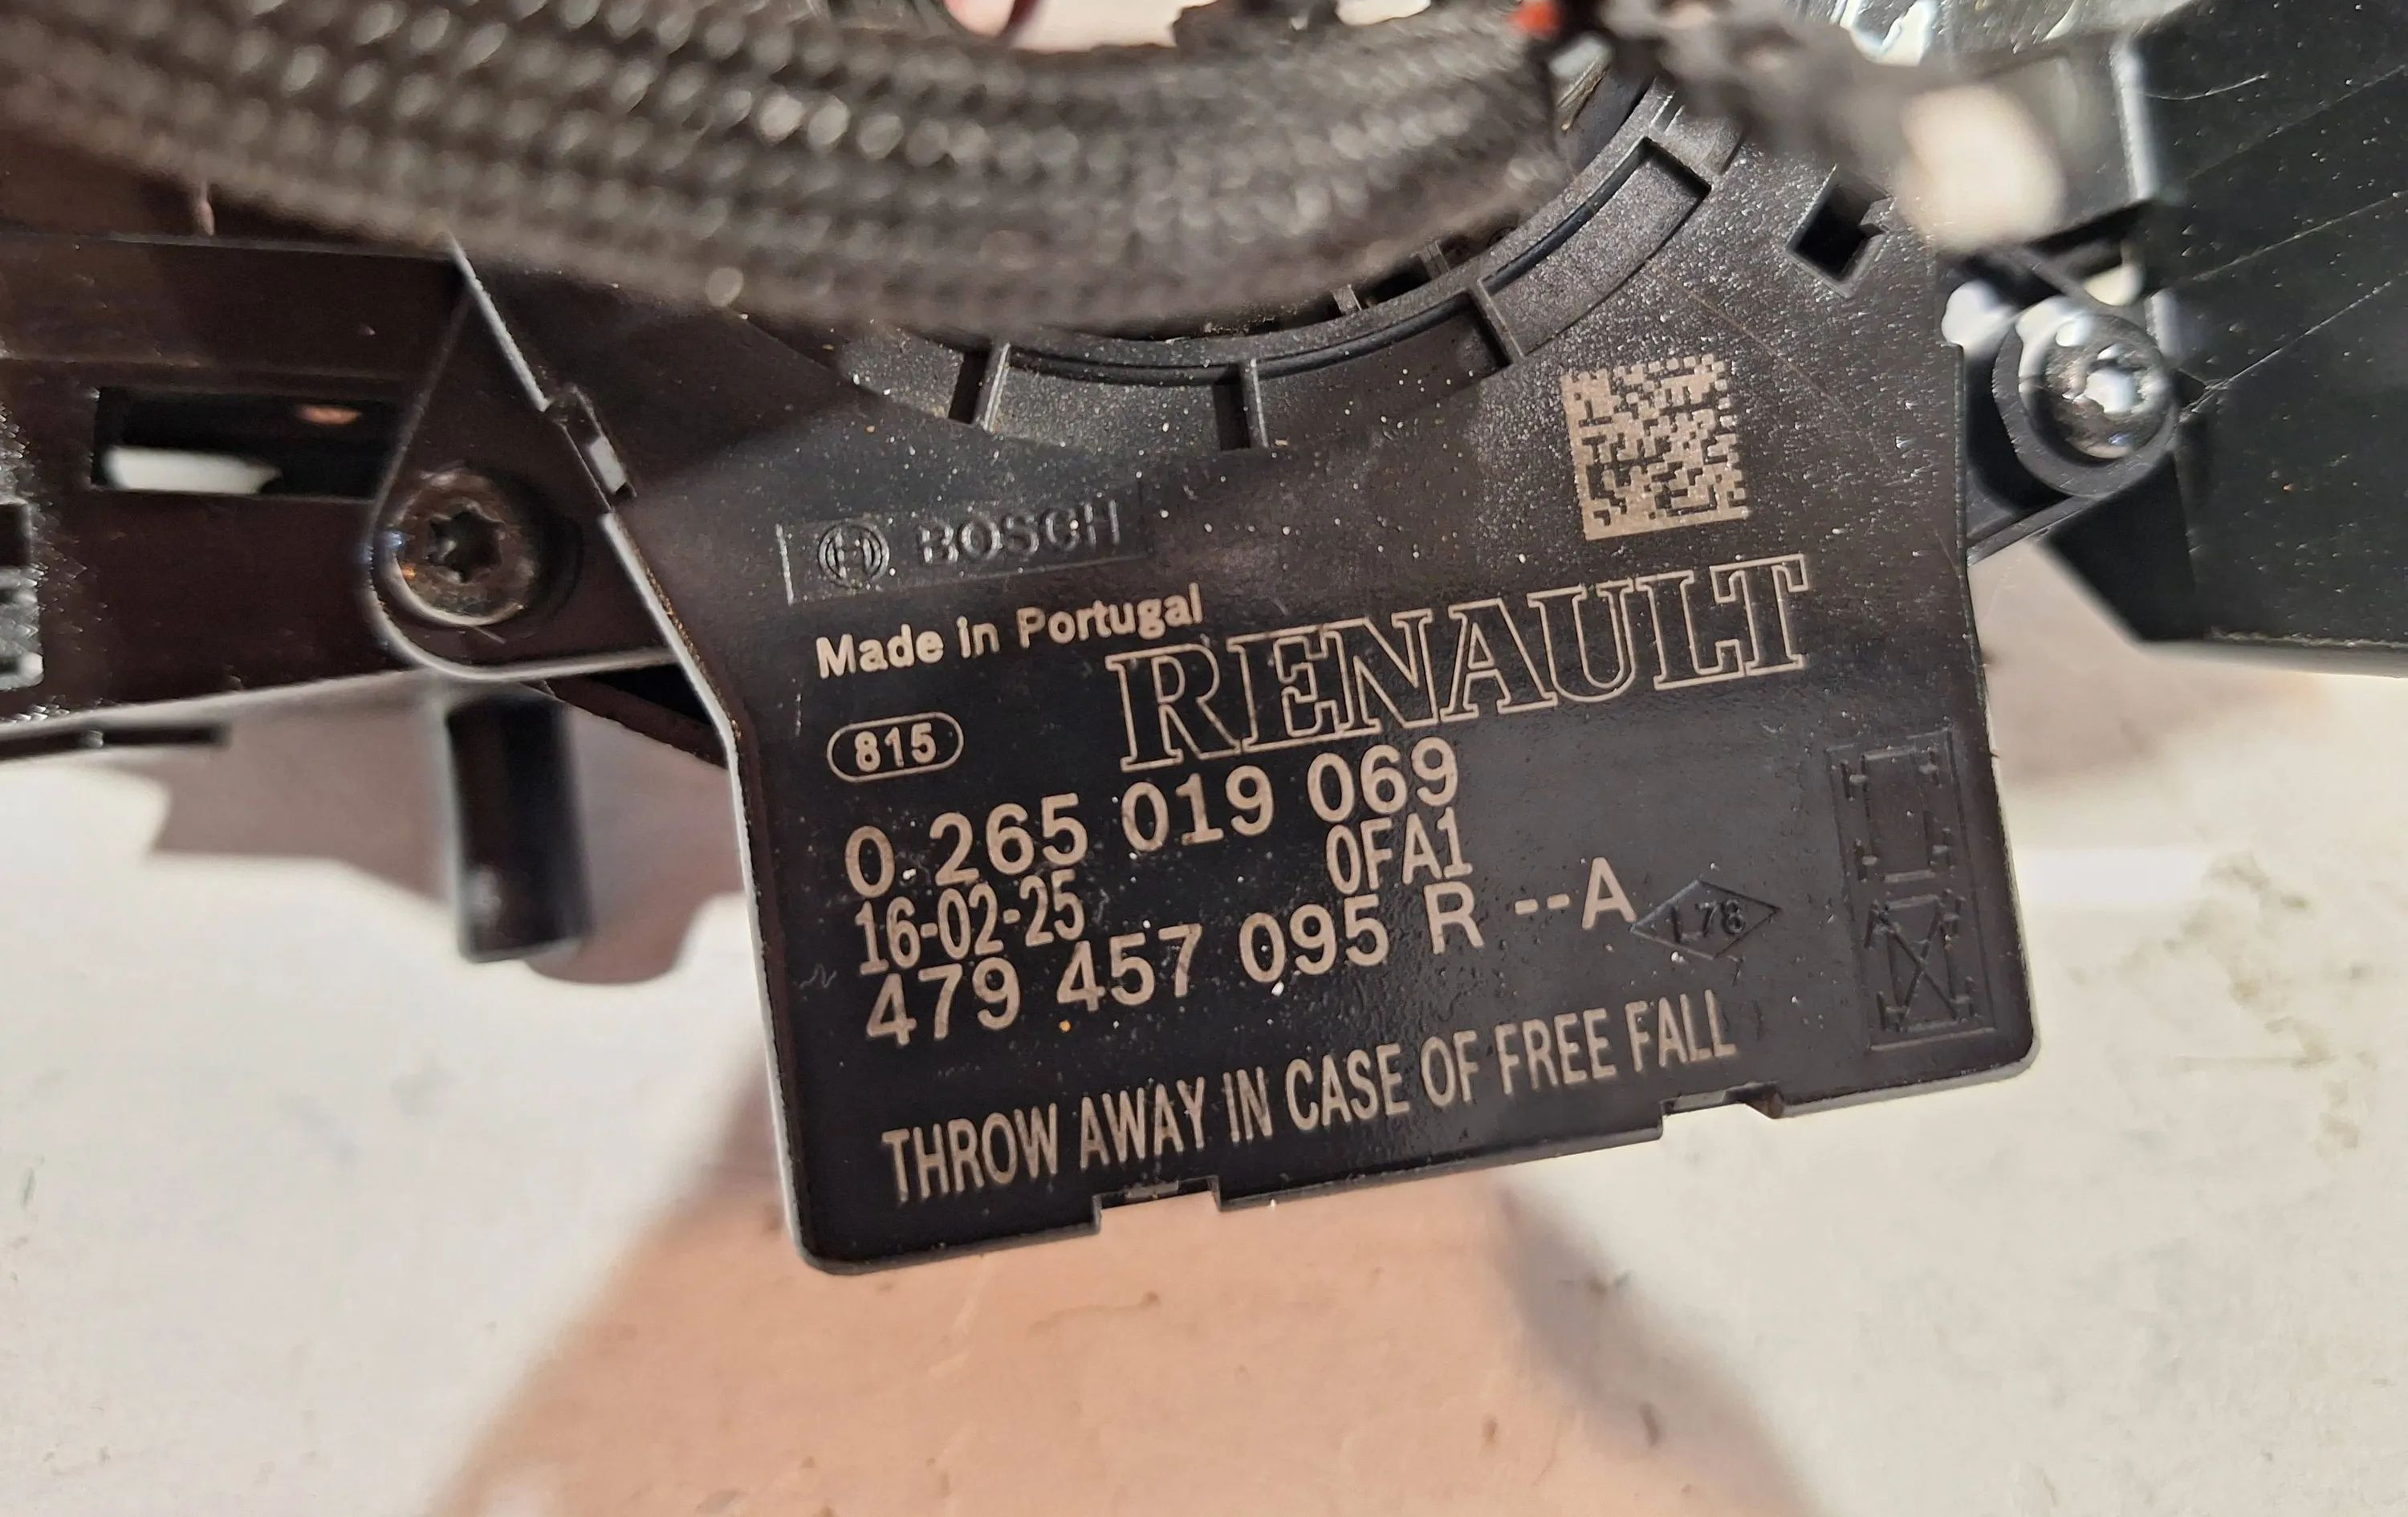 BOSCH
Made in Portugal
RENAULT
815
0 265 019 069
0FA1
16-02-25
479 457 095 R --A
L78
THROW AWAY IN CASE OF FREE FALL